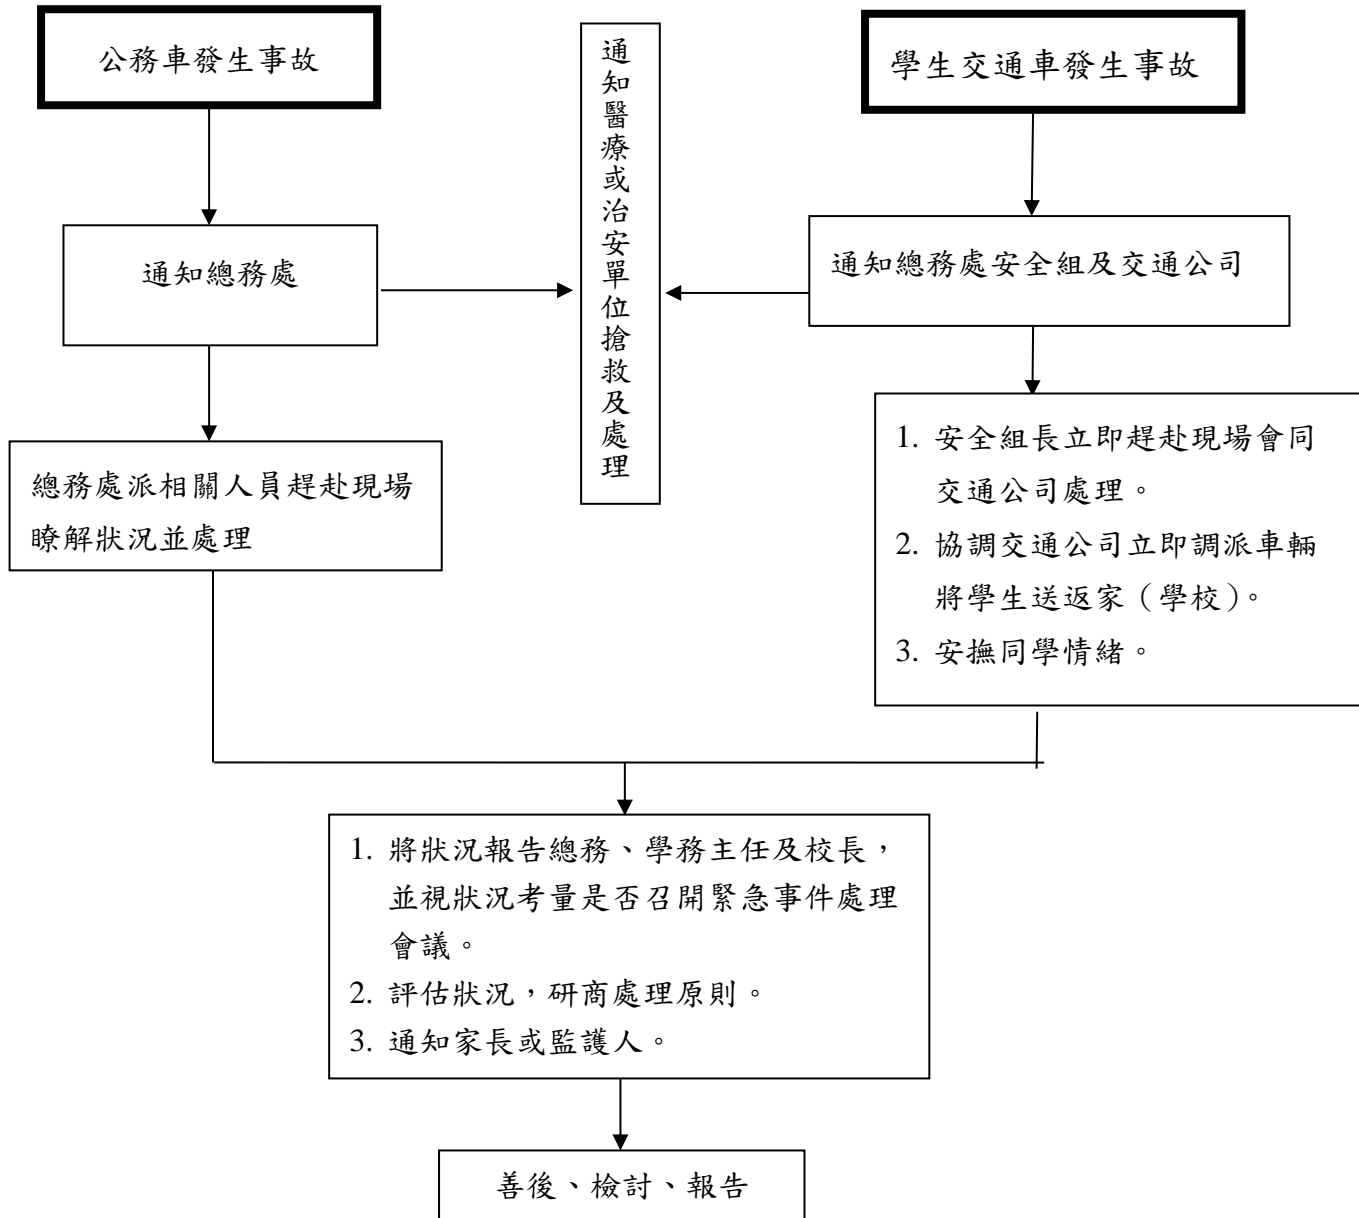 公務車發生事故
通知醫療或治安單位搶救及處理
學生交通車發生事故
通知總務處
通知總務處安全組及交通公司
總務處派相關人員趕赴現場
瞭解狀況並處理
1. 安全組長立即趕赴現場會同
交通公司處理。
2. 協調交通公司立即調派車輛
將學生送返家（學校）。
3. 安撫同學情緒。
1. 將狀況報告總務、學務主任及校長，
並視狀況考量是否召開緊急事件處理
會議。
2. 評估狀況，研商處理原則。
3. 通知家長或監護人。
善後、檢討、報告